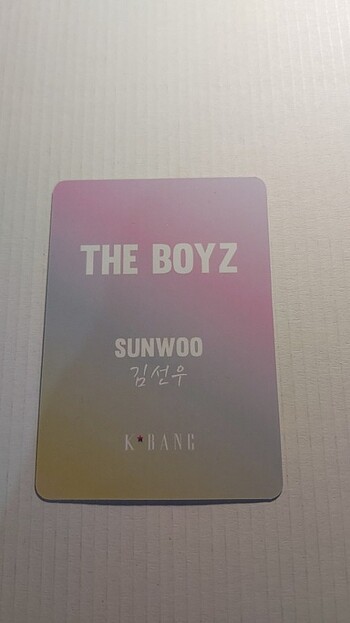 THE BOYZ
SUNWOO
김선우
K★BANG